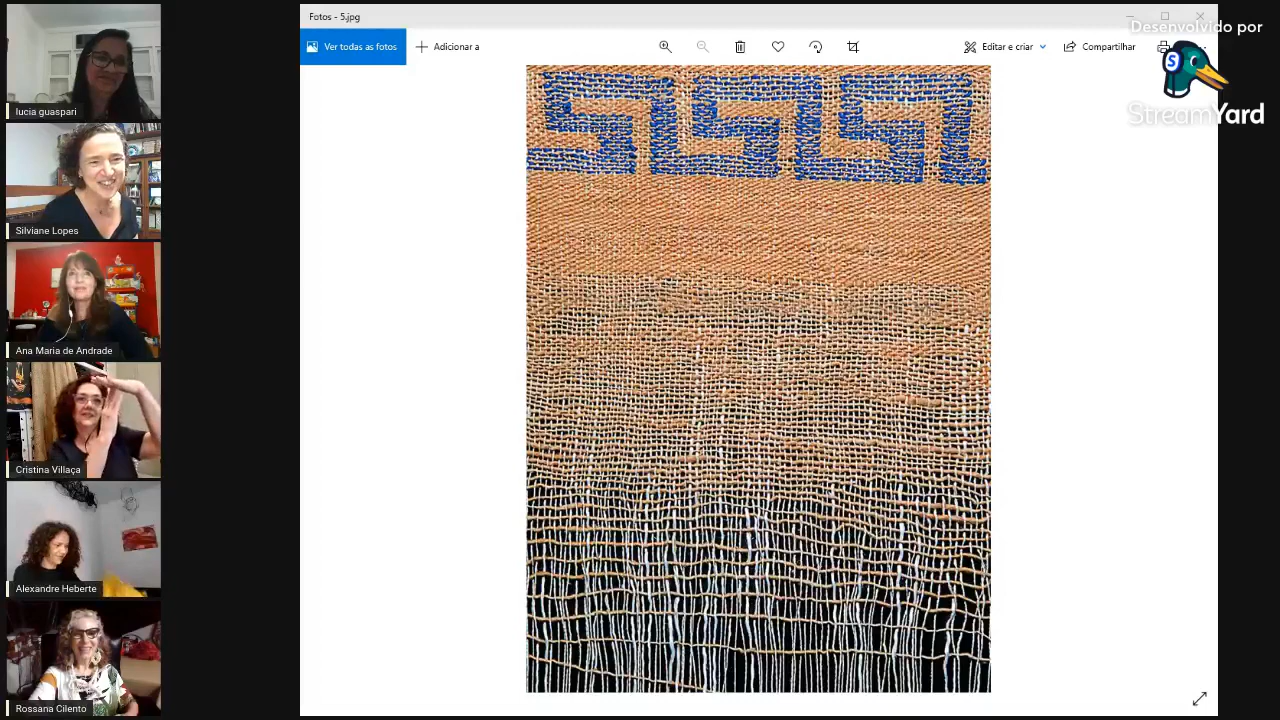 Fotos - 5.jpg
Desenvolvido por
Ver todas as fotos
Adicionar a
Editar e criar
Compartilhar
S
StreamYard
lucia guaspari
Silviane Lopes
Ana Maria de Andrade
Cristina Villaça
Alexandre Heberte
Rossana Cilento